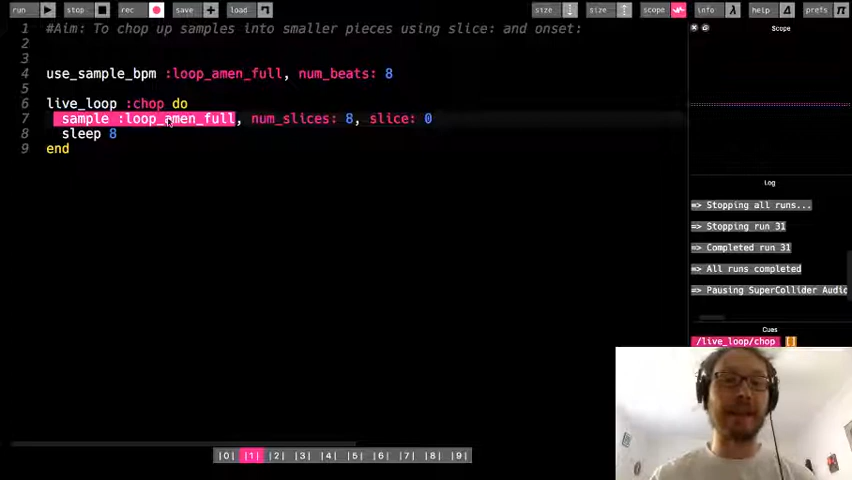 run stop rec save + load size size scope info help prefs π
1 #Aim: To chop up samples into smaller pieces using slice: and onset:
2
3
4 use_sample_bpm :loop_amen_full, num_beats: 8
5
6 live_loop :chop do
7 sample :loop_amen_full, num_slices: 8, slice: 0
8 sleep 8
9 end
Scope
Log
=> Stopping all runs...
=> Stopping run 31
=> Completed run 31
=> All runs completed
=> Pausing SuperCollider Audio
Cues
/live_loop/chop []
|0| |1| |2| |3| |4| |5| |6| |7| |8| |9|